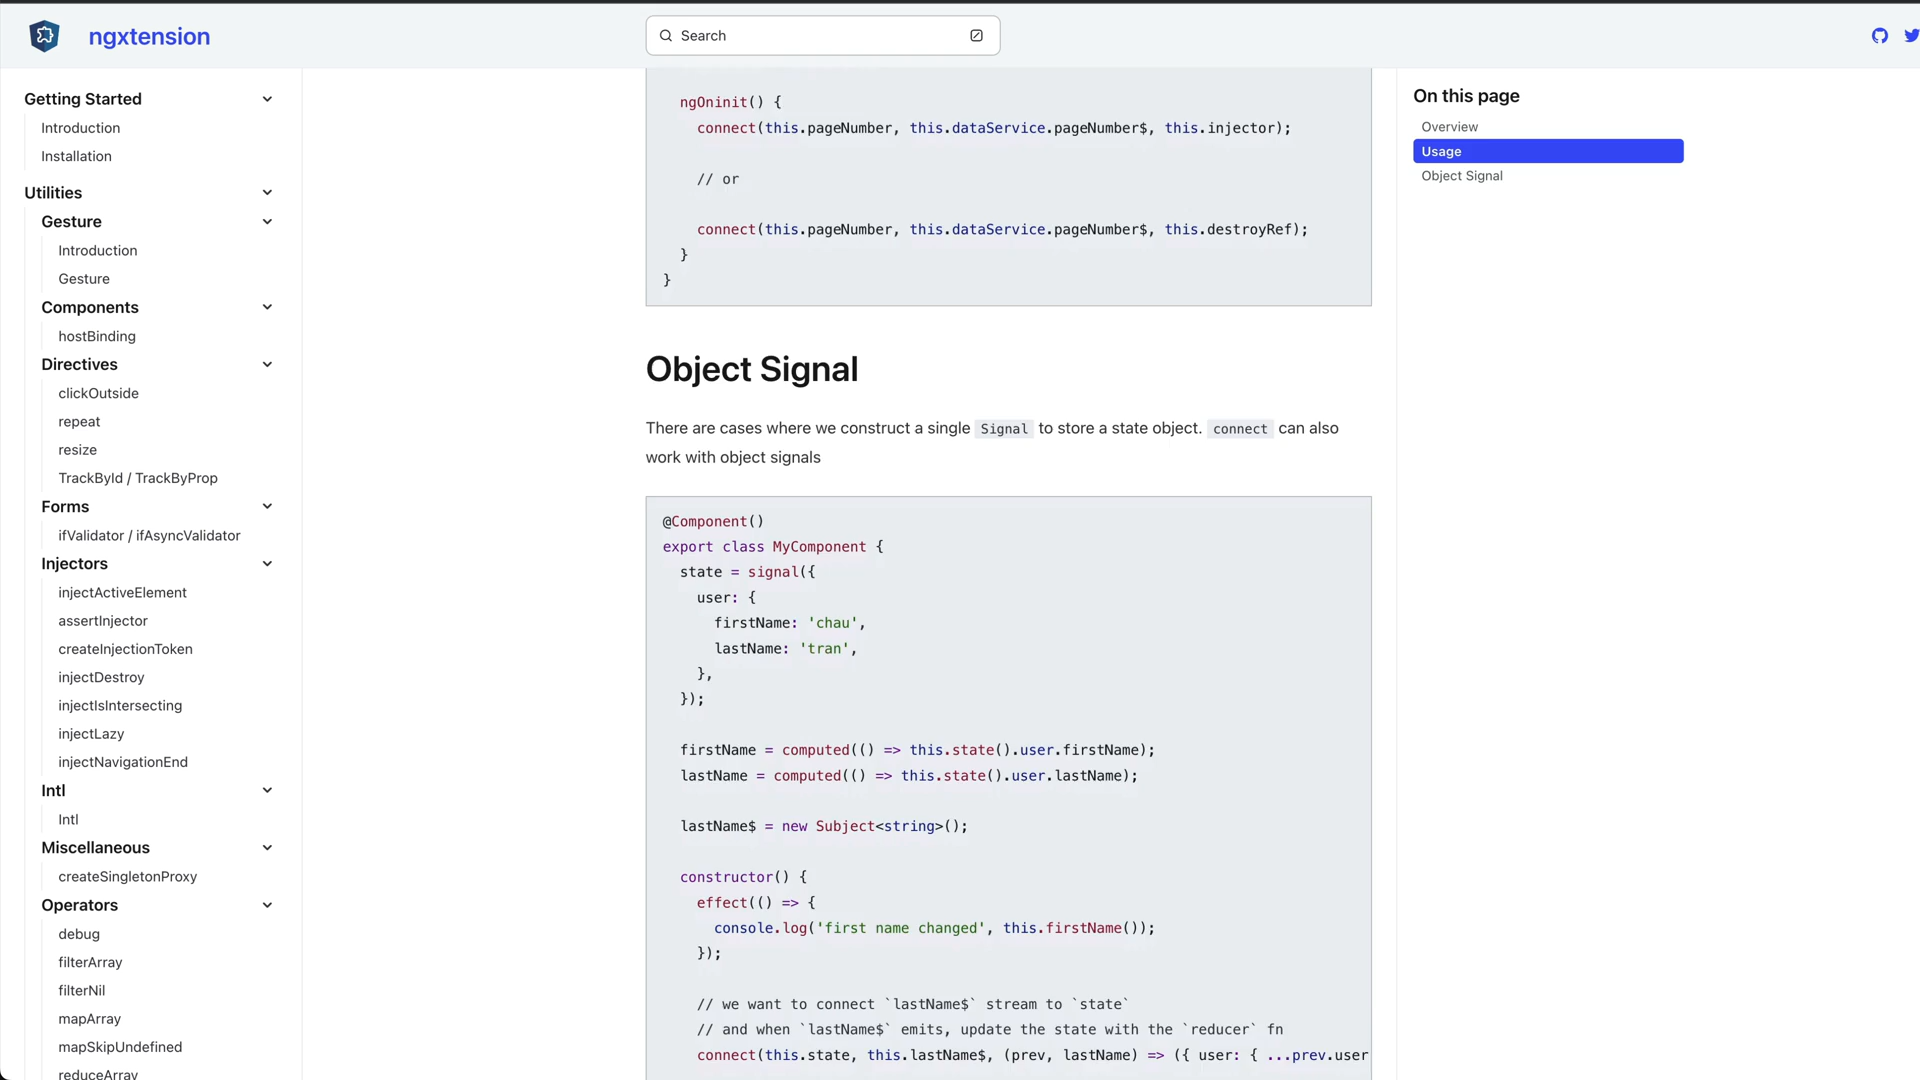 ngxtension
Search
Getting Started
Introduction
Installation
Utilities
Gesture
Introduction
Gesture
Components
hostBinding
Directives
clickOutside
repeat
resize
TrackById / TrackByProp
Forms
ifValidator / ifAsyncValidator
Injectors
injectActiveElement
assertInjector
createInjectionToken
injectDestroy
injectIsIntersecting
injectLazy
injectNavigationEnd
Intl
Intl
Miscellaneous
createSingletonProxy
Operators
debug
filterArray
filterNil
mapArray
mapSkipUndefined
reduceArray
ngOninit() {
connect(this.pageNumber, this.dataService.pageNumber$, this.injector);
// or
connect(this.pageNumber, this.dataService.pageNumber$, this.destroyRef);
}
}
Object Signal
There are cases where we construct a single Signal to store a state object. connect can also
work with object signals
@Component()
export class MyComponent {
state = signal({
user: {
firstName: 'chau',
lastName: 'tran',
},
});
firstName = computed(() => this.state().user.firstName);
lastName = computed(() => this.state().user.lastName);
lastName$ = new Subject<string>();
constructor() {
effect(() => {
console.log('first name changed', this.firstName());
});
// we want to connect `lastName$` stream to `state`
// and when `lastName$` emits, update the state with the `reducer` fn
connect(this.state, this.lastName$, (prev, lastName) => ({ user: { ...prev.user
On this page
Overview
Usage
Object Signal